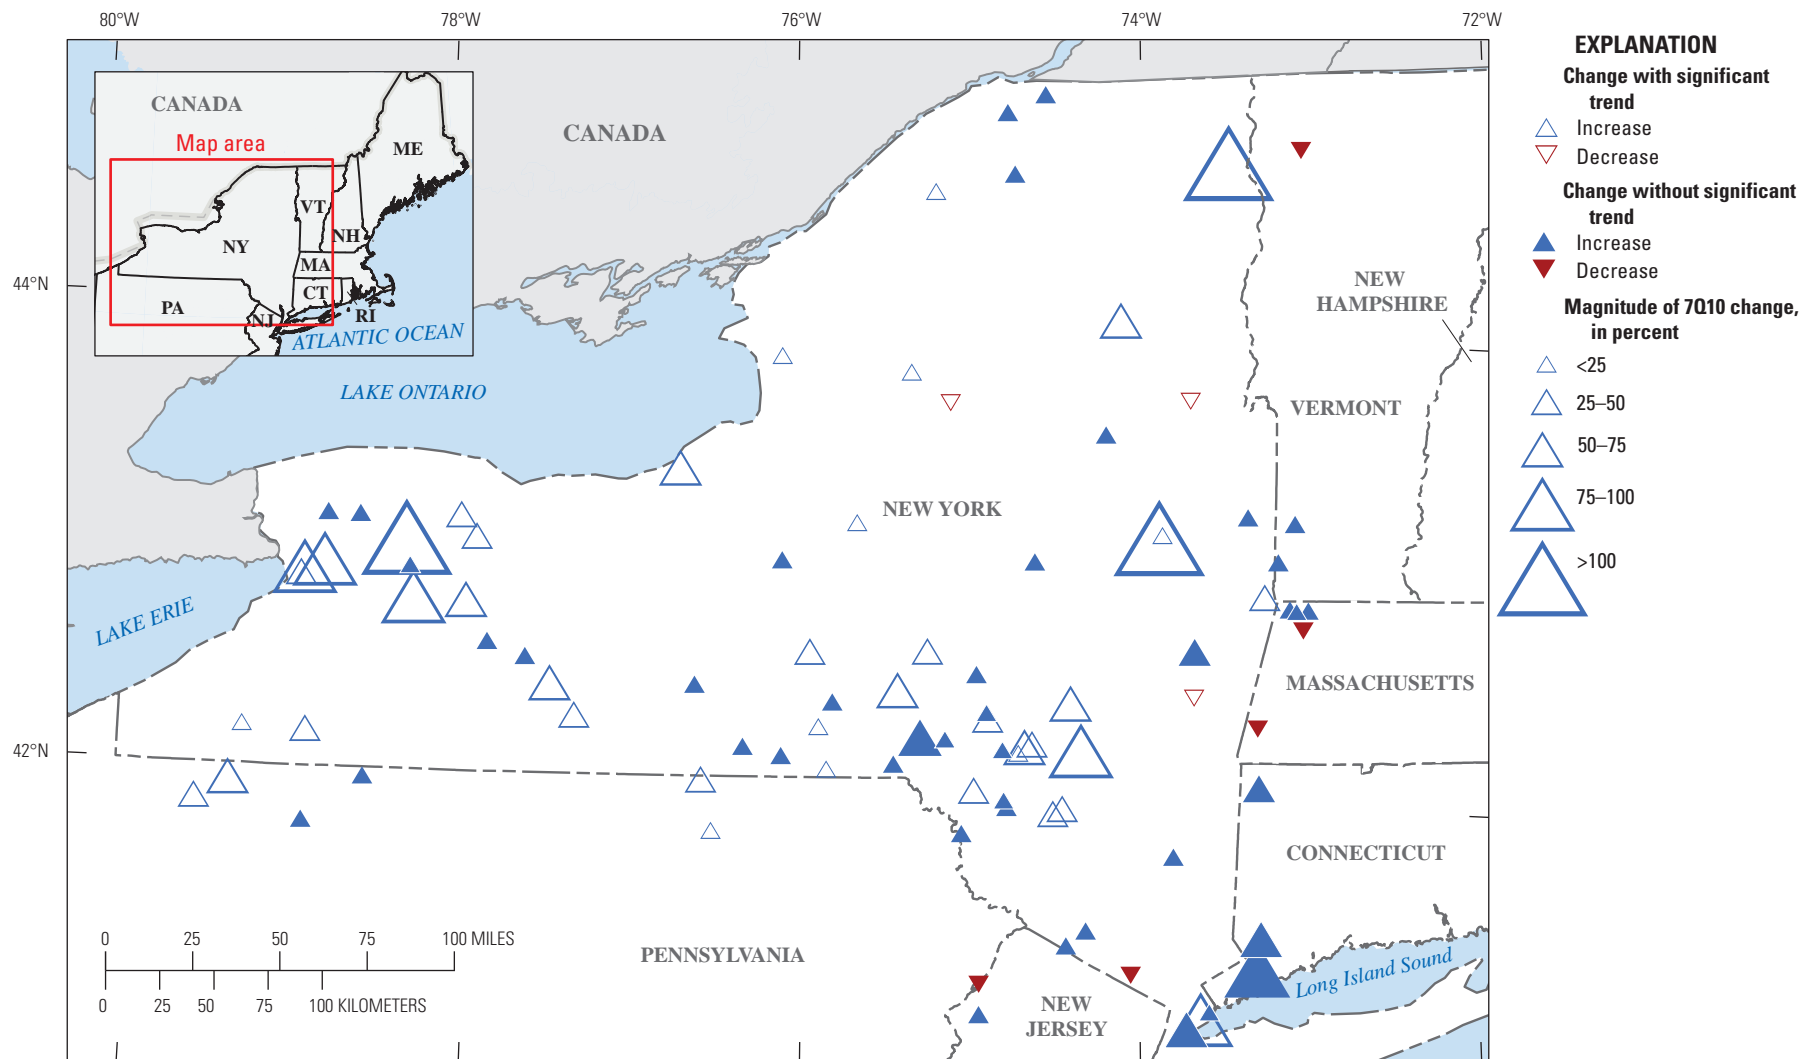 80°W
78°W
76°W
74°W
72°W
44°N
42°N
CANADA
Map area
ME
VT
NH
NY
MA
CT
RI
PA
NJ
ATLANTIC OCEAN
CANADA
LAKE ONTARIO
NEW
HAMPSHIRE
VERMONT
NEW YORK
LAKE ERIE
MASSACHUSETTS
CONNECTICUT
PENNSYLVANIA
NEW
JERSEY
Long Island Sound
0 25 50 75 100 MILES
0 25 50 75 100 KILOMETERS
EXPLANATION
Change with significant
trend
Increase
Decrease
Change without significant
trend
Increase
Decrease
Magnitude of 7Q10 change,
in percent
<25
25–50
50–75
75–100
>100